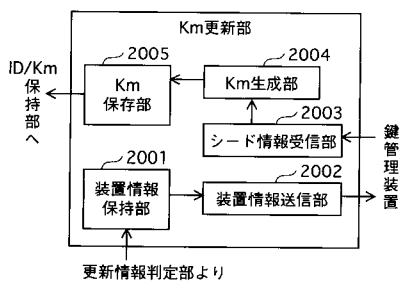 Km更新部
2005
2004
ID/Km
保持部へ
Km
保存部
Km生成部
2003
シード情報受信部
鍵管理装置
2001
2002
装置情報
保持部
装置情報送信部
更新情報判定部より